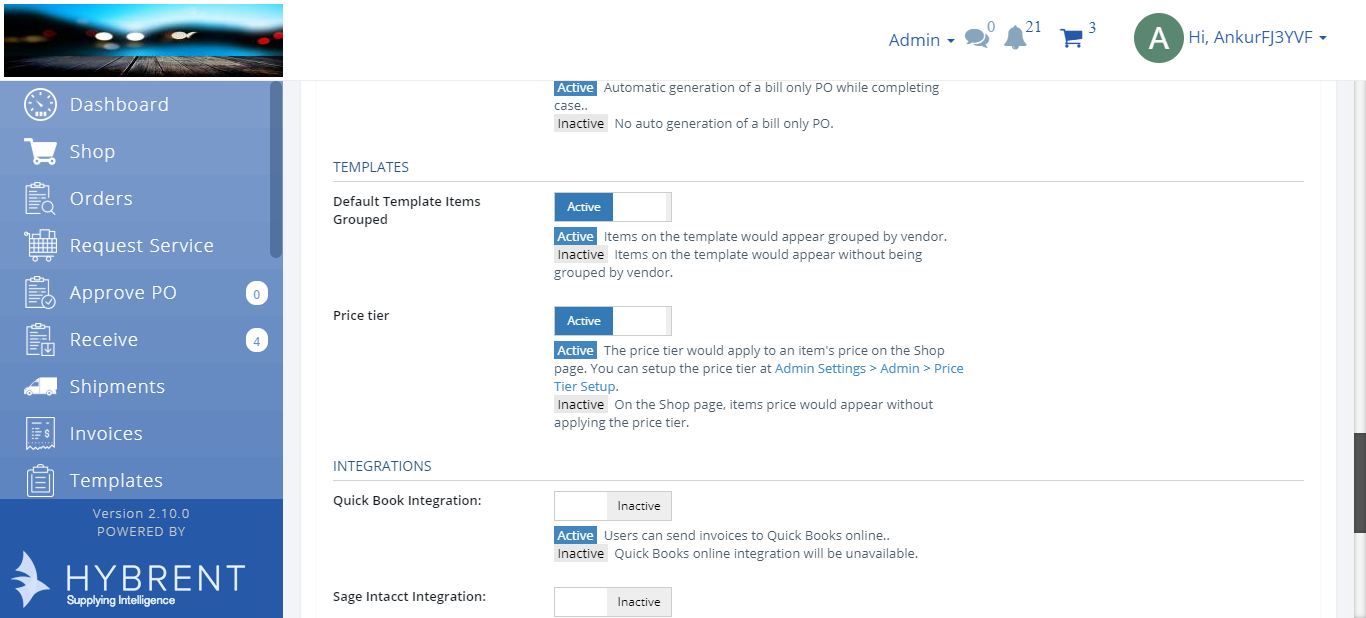 Admin
0
21
3
A
Hi, AnkurFJ3YVF
Dashboard
Shop
Orders
Request Service
Approve PO
0
Receive
4
Shipments
Invoices
Templates
Version 2.10.0
POWERED BY
HYBRENT
Supplying Intelligence
Active Automatic generation of a bill only PO while completing
case..
Inactive No auto generation of a bill only PO.
TEMPLATES
Default Template Items
Grouped
Active
Active Items on the template would appear grouped by vendor.
Inactive Items on the template would appear without being
grouped by vendor.
Price tier
Active
Active The price tier would apply to an item's price on the Shop
page. You can setup the price tier at Admin Settings > Admin > Price
Tier Setup.
Inactive On the Shop page, items price would appear without
applying the price tier.
INTEGRATIONS
Quick Book Integration:
Inactive
Active Users can send invoices to Quick Books online..
Inactive Quick Books online integration will be unavailable.
Sage Intacct Integration:
Inactive